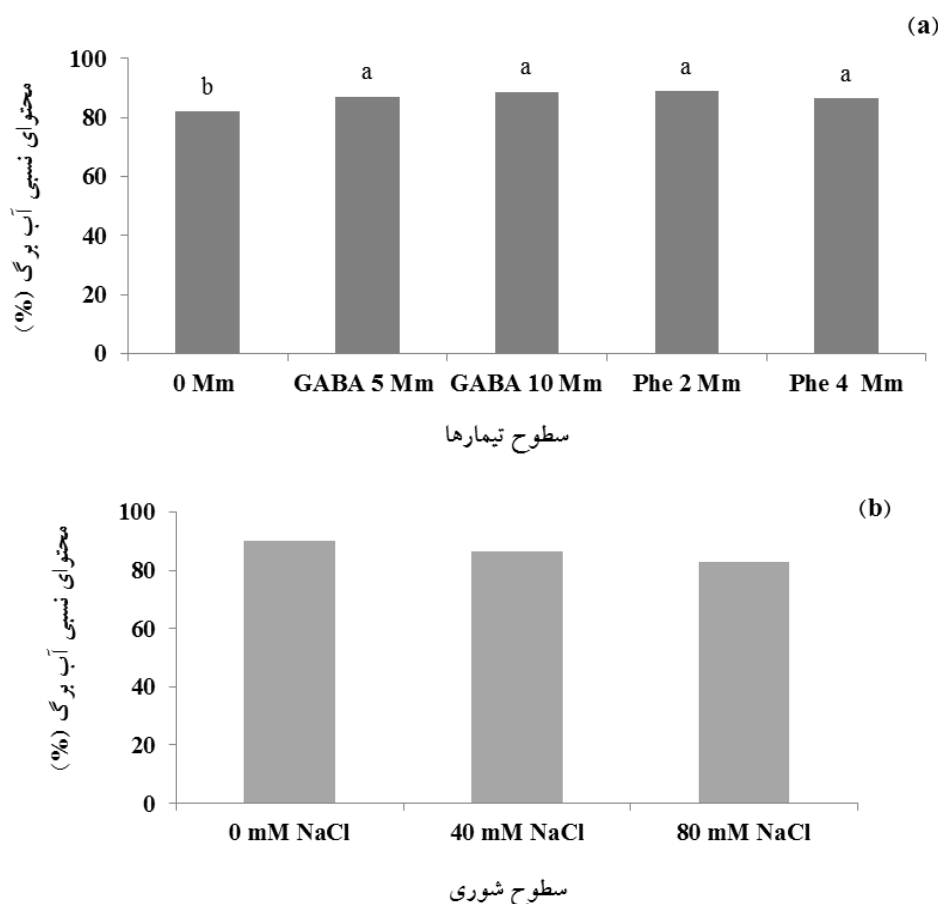 (a)
محتوای نسبی آب برگ (%)
100
80
60
40
20
0
b
a
a
a
a
0 Mm
GABA 5 Mm
GABA 10 Mm
Phe 2 Mm
Phe 4 Mm
سطوح تیمارها
(b)
محتوای نسبی آب برگ (%)
100
80
60
40
20
0
0 mM NaCl
40 mM NaCl
80 mM NaCl
سطوح شوری